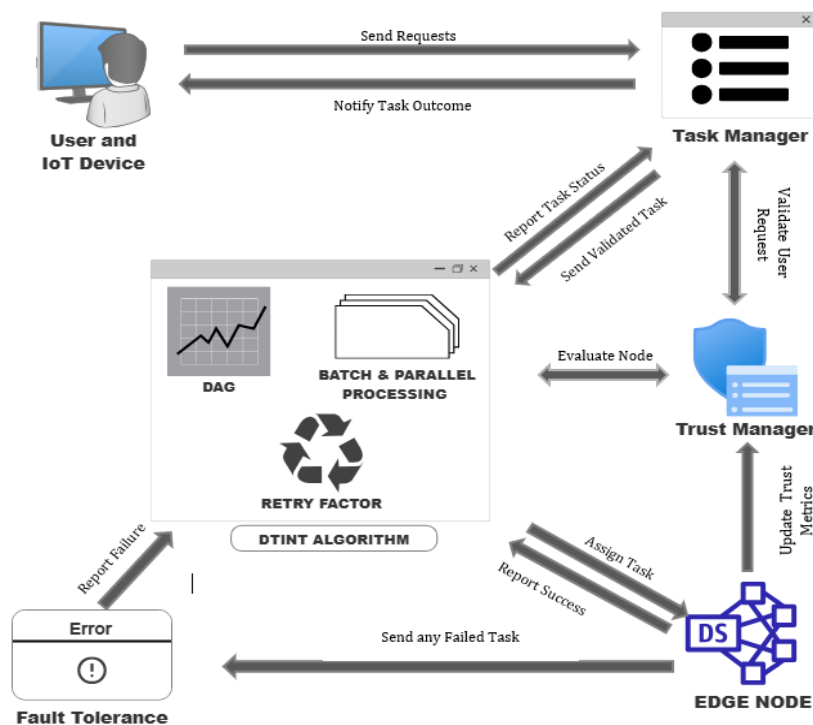 Send Requests
Notify Task Outcome
User and
IoT Device
Task Manager
Report Task Status
Send Validated Task
Validate User
Request
DAG
BATCH & PARALLEL
PROCESSING
RETRY FACTOR
DTINT ALGORITHM
Evaluate Node
Trust Manager
Update Trust
Metrics
Assign Task
Report Success
Report Failure
Error
Fault Tolerance
Send any Failed Task
DS
EDGE NODE